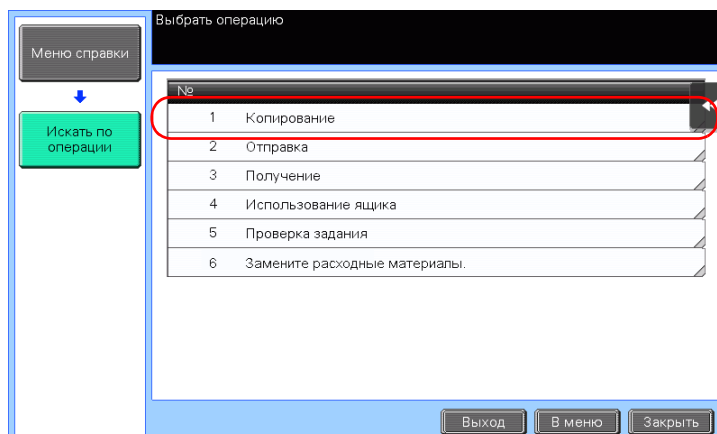 Выбрать операцию
Меню справки
Искать по
операции
№
1 Копирование
2 Отправка
3 Получение
4 Использование ящика
5 Проверка задания
6 Замените расходные материалы.
Выход В меню Закрыть